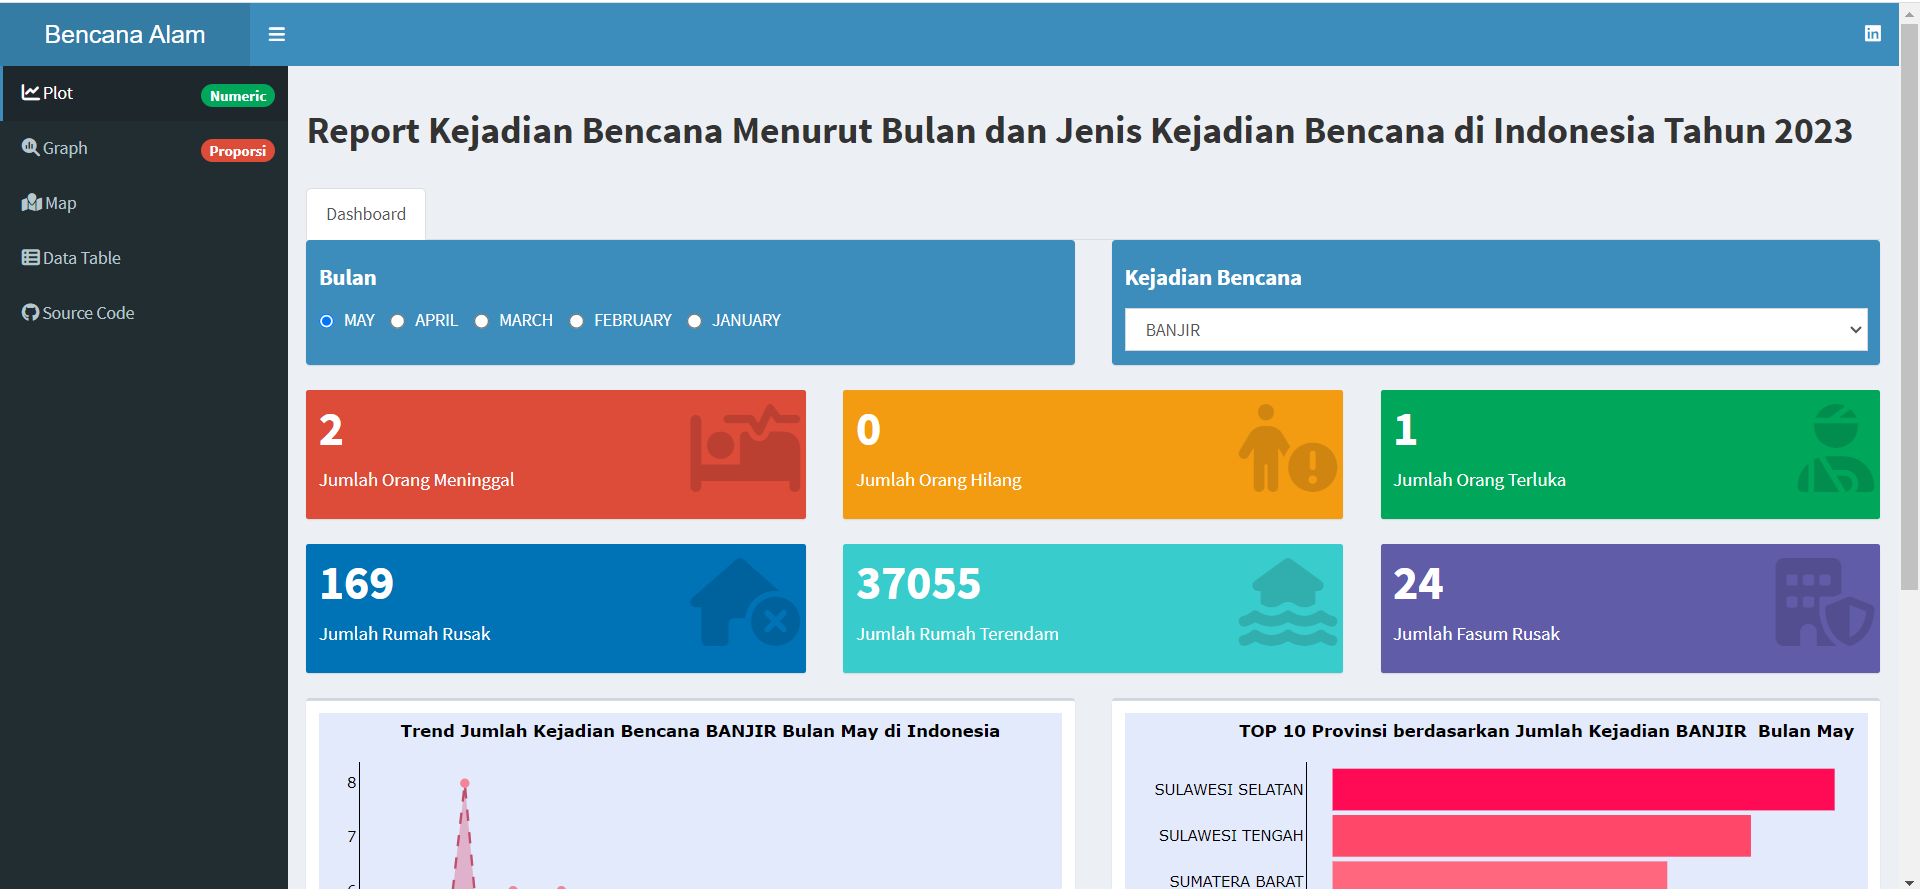 Bencana Alam
Plot
Numeric
Graph
Proporsi
Map
Data Table
Source Code
Report Kejadian Bencana Menurut Bulan dan Jenis Kejadian Bencana di Indonesia Tahun 2023
Dashboard
Bulan
MAY APRIL MARCH FEBRUARY JANUARY
Kejadian Bencana
BANJIR
2
Jumlah Orang Meninggal
0
Jumlah Orang Hilang
1
Jumlah Orang Terluka
169
Jumlah Rumah Rusak
37055
Jumlah Rumah Terendam
24
Jumlah Fasum Rusak
Trend Jumlah Kejadian Bencana BANJIR Bulan May di Indonesia
8
7
TOP 10 Provinsi berdasarkan Jumlah Kejadian BANJIR Bulan May
SULAWESI SELATAN
SULAWESI TENGAH
SUMATERA BARAT